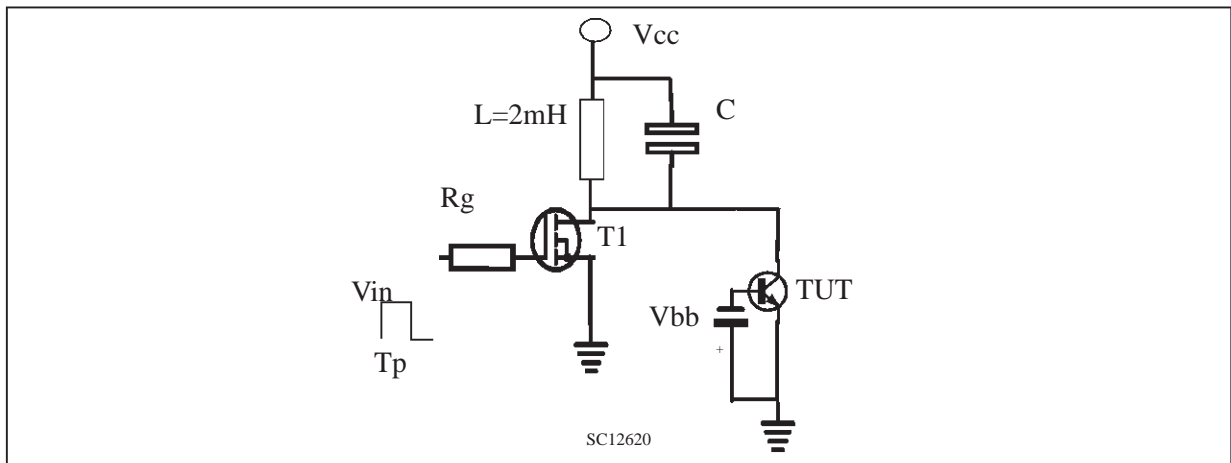 Vcc
L=2mH
C
Rg
T1
Vin
TUT
Vbb
+
Tp
SC12620